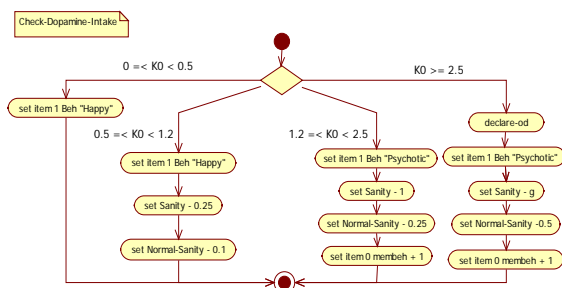 Check-Dopamine-Intake
0 =< K0 < 0.5
K0 >= 2.5
set item 1 Beh "Happy"
0.5 =< K0 < 1.2
1.2 =< K0 < 2.5
declare-od
set item 1 Beh "Happy"
set item 1 Beh "Psychotic"
set item 1 Beh "Psychotic"
set Sanity - 0.25
set Sanity - 1
set Sanity - g
set Normal-Sanity - 0.1
set Normal-Sanity - 0.25
set Normal-Sanity -0.5
set item 0 membeh + 1
set item 0 membeh + 1